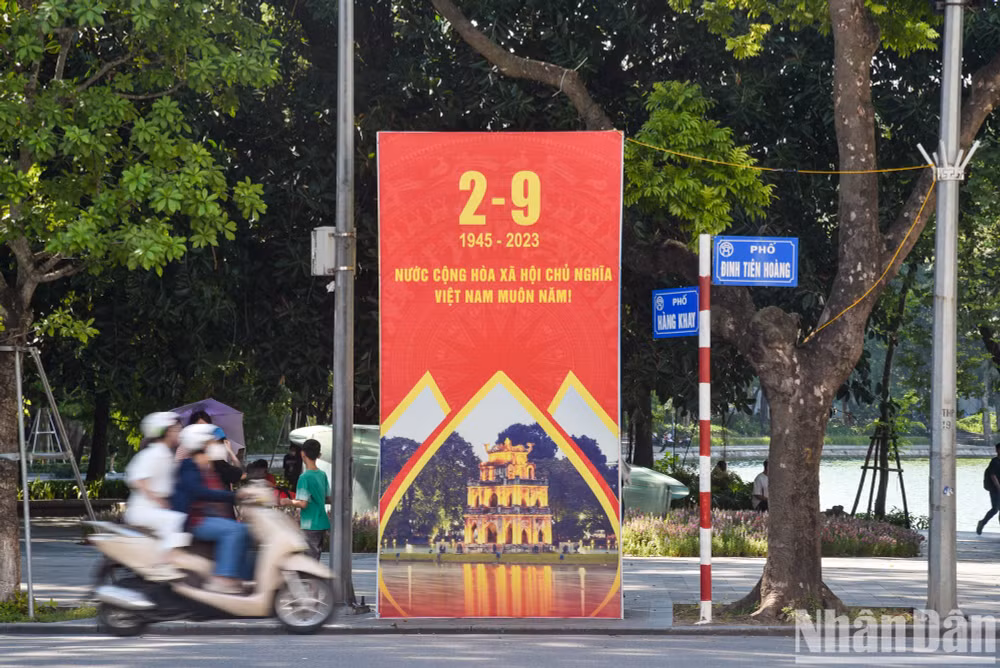 2-9
1945 - 2023
NƯỚC CỘNG HÒA XÃ HỘI CHỦ NGHĨA
VIỆT NAM MUÔN NĂM!
PHỐ
ĐINH TIÊN HOÀNG
PHỐ
HÀNG KHAY
NhânDân